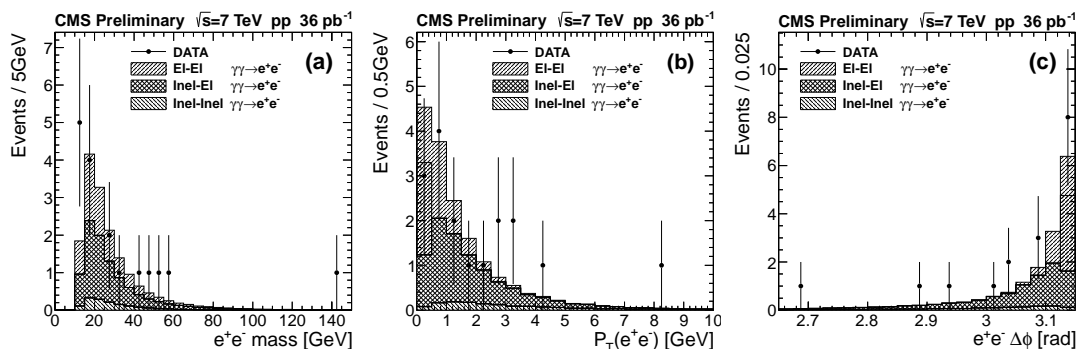 CMS Preliminary √s=7 TeV pp 36 pb⁻¹
Events / 5GeV
7
6
5
4
3
2
1
0
(a)
DATA
El-El γγ→e⁺e⁻
Inel-El γγ→e⁺e⁻
Inel-Inel γγ→e⁺e⁻
0 20 40 60 80 100 120 140
e⁺e⁻ mass [GeV]
CMS Preliminary √s=7 TeV pp 36 pb⁻¹
Events / 0.5GeV
6
5
4
3
2
1
0
(b)
DATA
El-El γγ→e⁺e⁻
Inel-El γγ→e⁺e⁻
Inel-Inel γγ→e⁺e⁻
0 1 2 3 4 5 6 7 8 9 10
P_T(e⁺e⁻) [GeV]
CMS Preliminary √s=7 TeV pp 36 pb⁻¹
Events / 0.025
10
8
6
4
2
0
(c)
DATA
El-El γγ→e⁺e⁻
Inel-El γγ→e⁺e⁻
Inel-Inel γγ→e⁺e⁻
2.7 2.8 2.9 3 3.1
e⁺e⁻ Δϕ [rad]